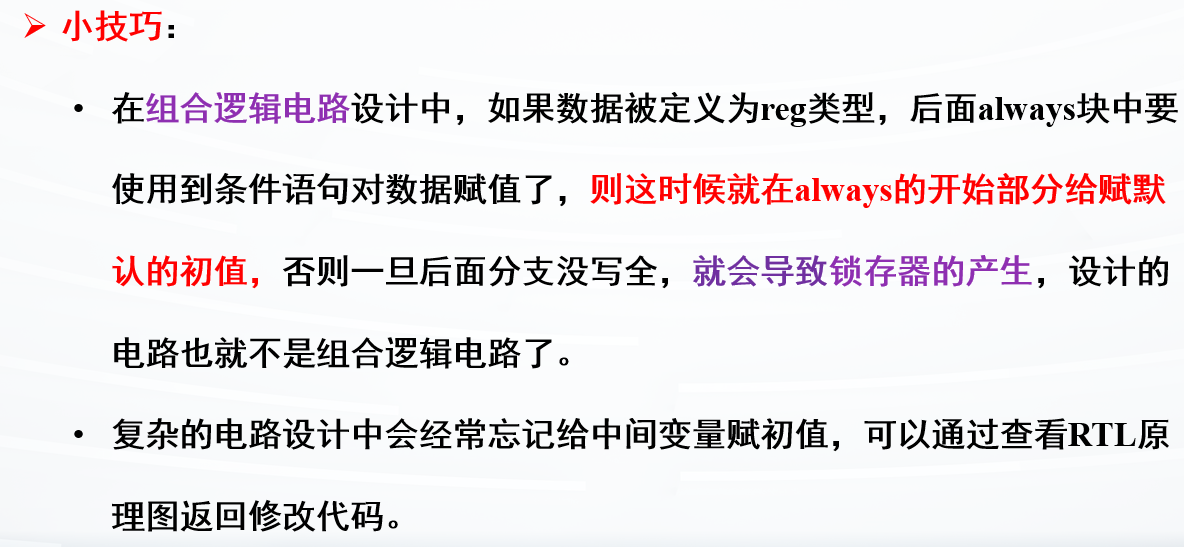 ➢ 小技巧：
• 在组合逻辑电路设计中，如果数据被定义为reg类型，后面always块中要
使用到条件语句对数据赋值了，则这时候就在always的开始部分给赋默
认的初值，否则一旦后面分支没写全，就会导致锁存器的产生，设计的
电路也就不是组合逻辑电路了。
• 复杂的电路设计中会经常忘记给中间变量赋初值，可以通过查看RTL原
理图返回修改代码。